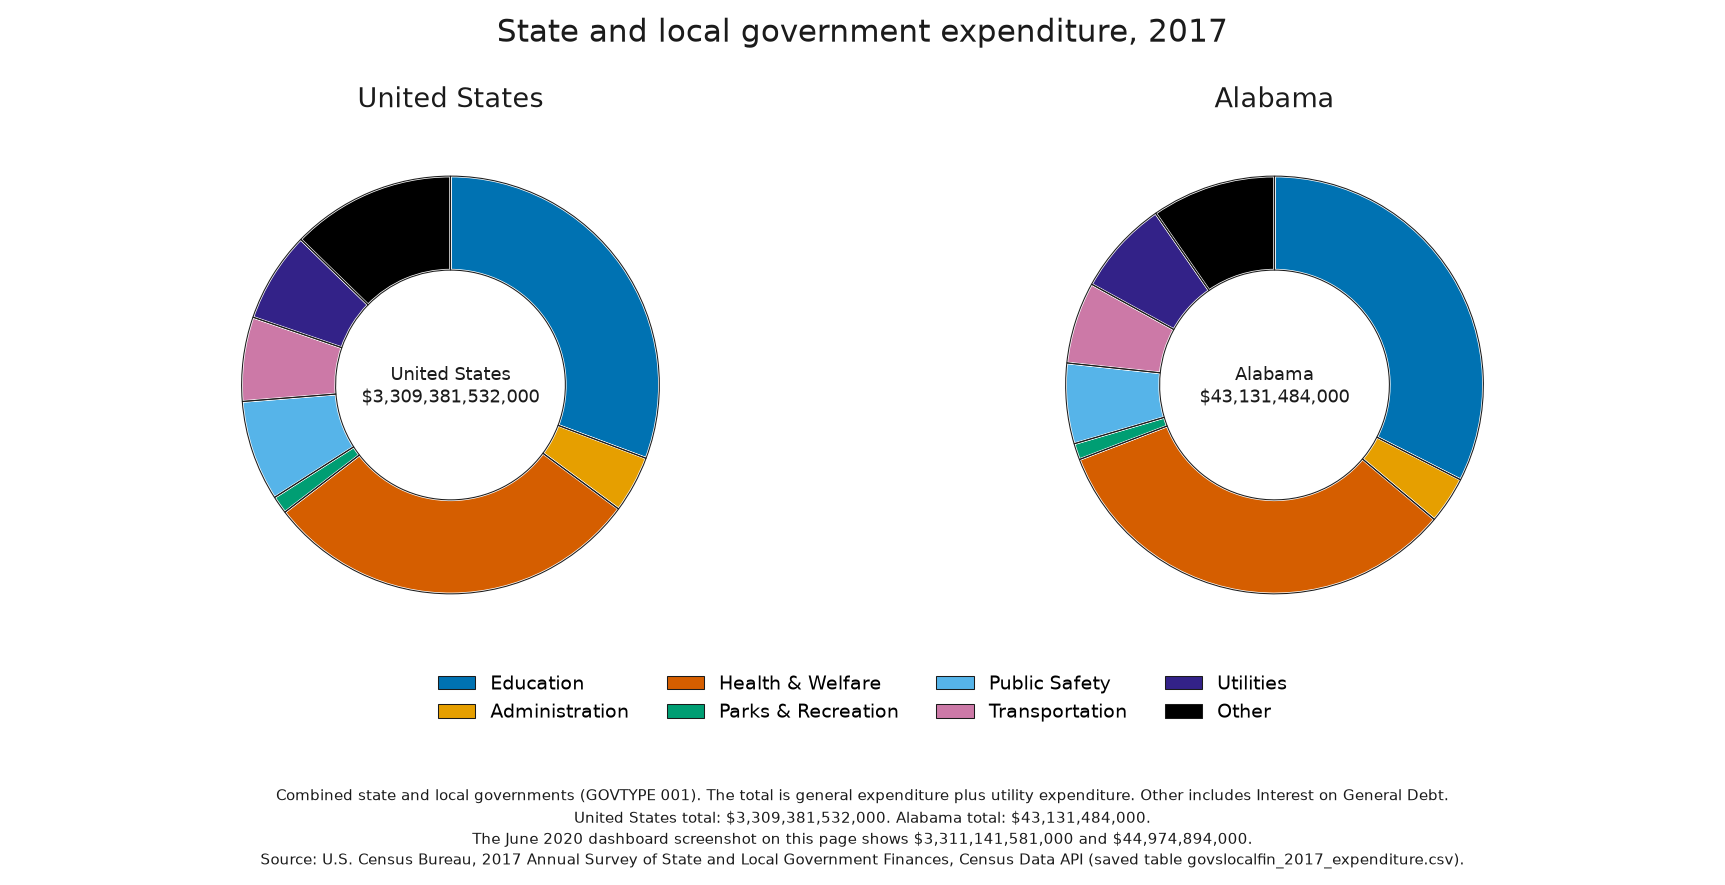 State and local government expenditure, 2017
United States
Alabama
United States
$3,309,381,532,000
Alabama
$43,131,484,000
Education
Health & Welfare
Public Safety
Utilities
Administration
Parks & Recreation
Transportation
Other
Combined state and local governments (GOVTYPE 001). The total is general expenditure plus utility expenditure. Other includes Interest on General Debt.
United States total: $3,309,381,532,000. Alabama total: $43,131,484,000.
The June 2020 dashboard screenshot on this page shows $3,311,141,581,000 and $44,974,894,000.
Source: U.S. Census Bureau, 2017 Annual Survey of State and Local Government Finances, Census Data API (saved table govslocalfin_2017_expenditure.csv).